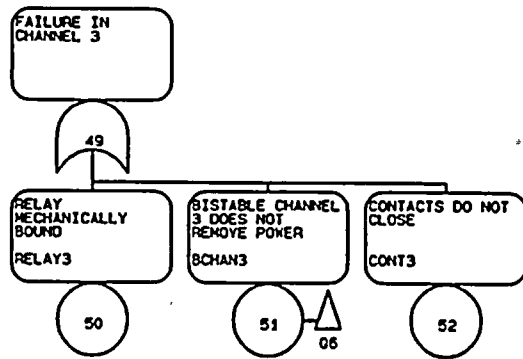 FAILURE IN
CHANNEL 3
49
RELAY
MECHANICALLY
BOUND
RELAY3
BISTABLE CHANNEL
3 DOES NOT
REMOVE POWER
BCHAN3
CONTACTS DO NOT
CLOSE
CONT3
50
51
06
52